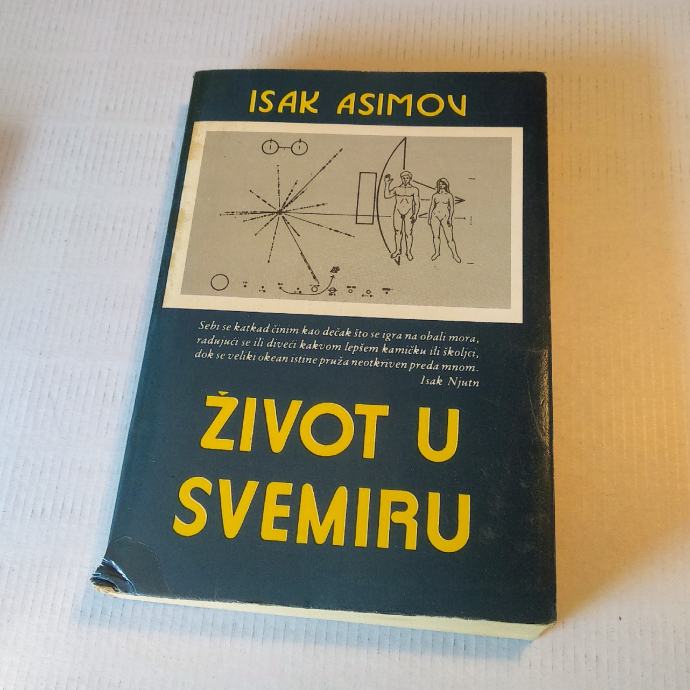 ISAK ASIMOV
Sebi se katkad činim kao dečak što se igra na obali mora,
radujući se ili diveći kakvom lepšem kamičku ili školjci,
dok se veliki okean istine pruža neotkriven preda mnom.
Isak Njutn
ŽIVOT U
SVEMIRU